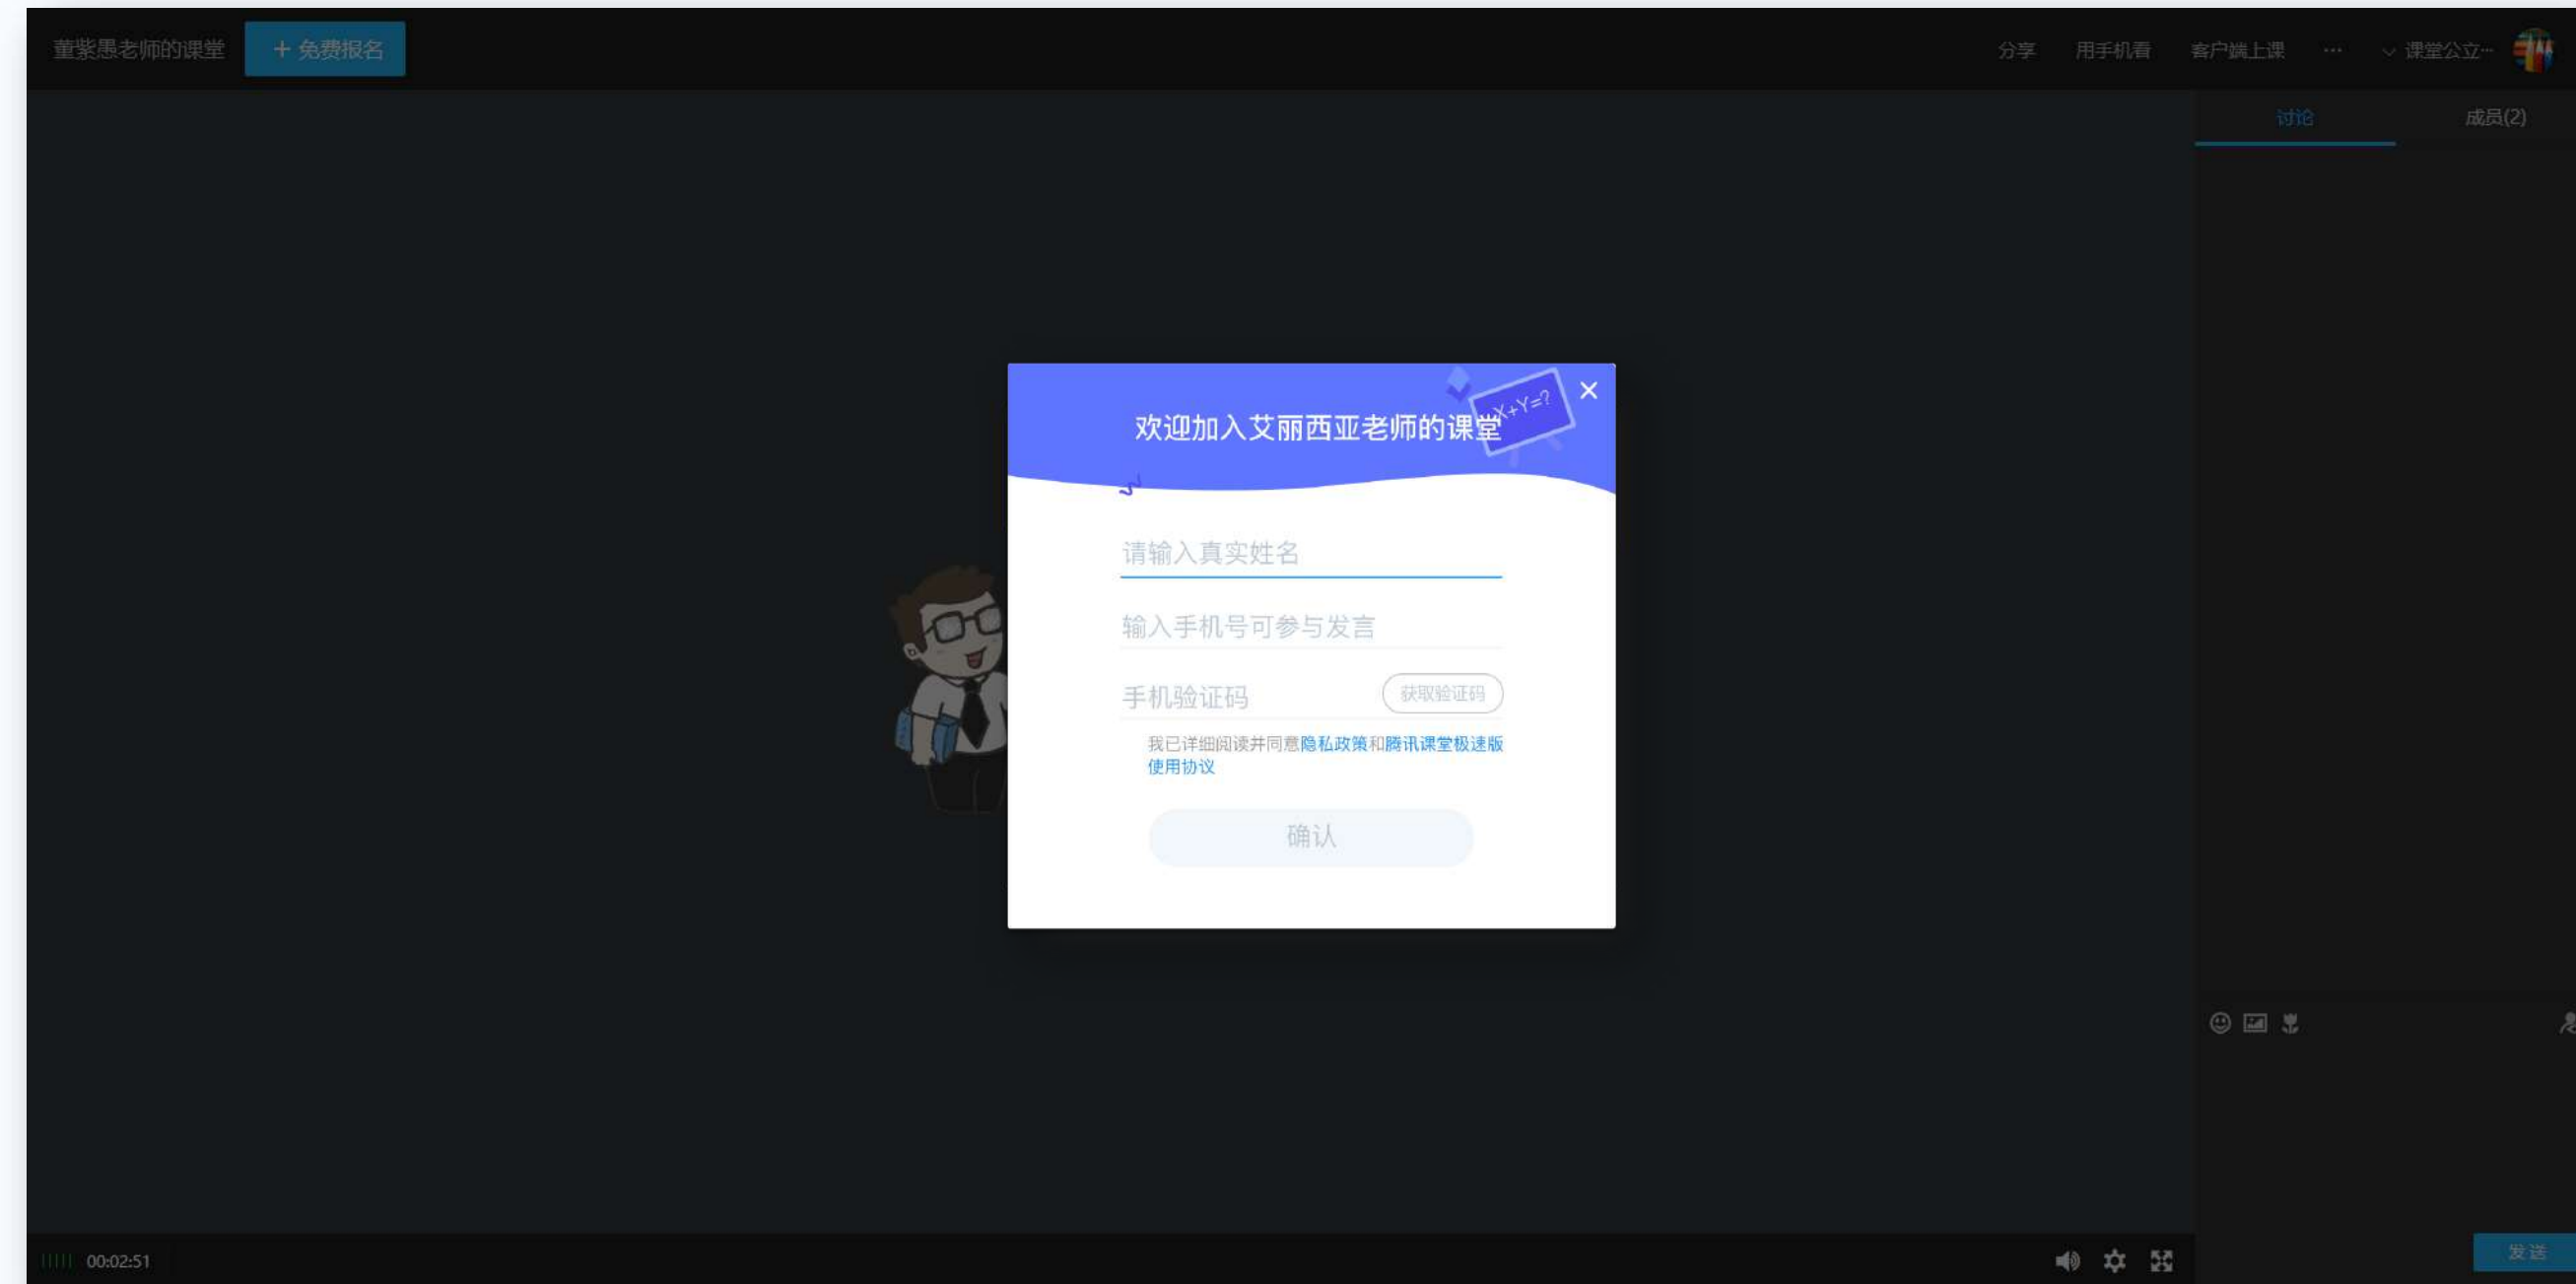 董紫愚老师的课堂 + 免费报名 分享 用手机看 客户端上课 ··· 课堂公立···
讨论 成员(2)
X+Y=?
欢迎加入艾丽西亚老师的课堂
请输入真实姓名
输入手机号可参与发言
手机验证码 获取验证码
我已详细阅读并同意隐私政策和腾讯课堂极速版
使用协议
确认
00:02:51 发送